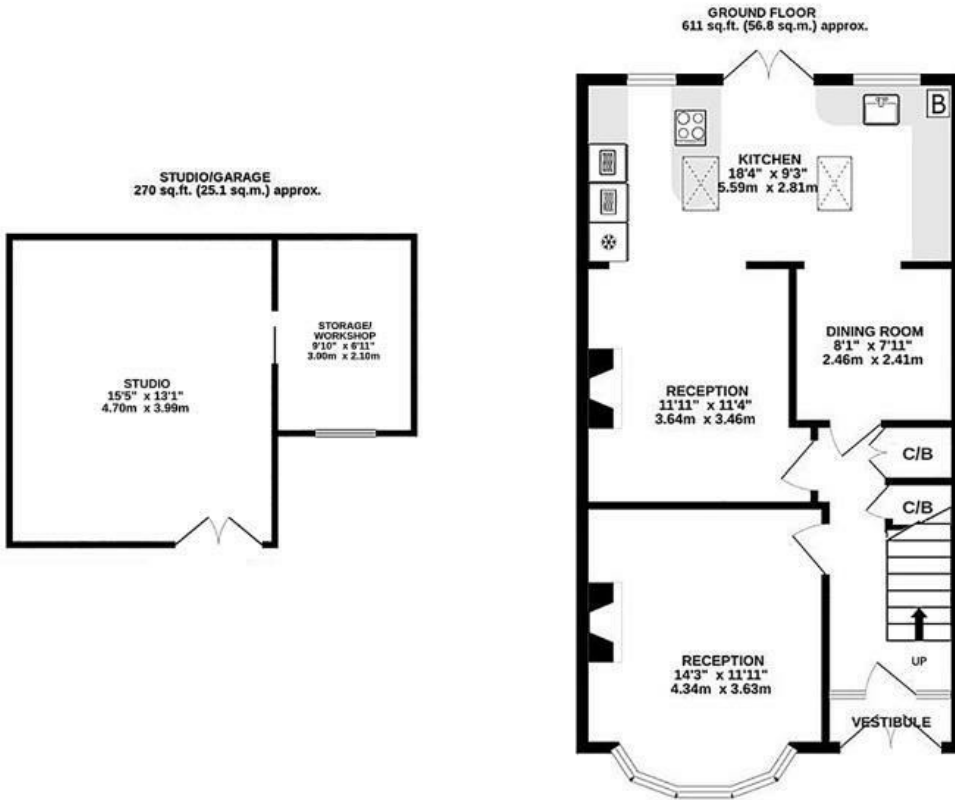 STUDIO/GARAGE
270 sq.ft. (25.1 sq.m.) approx.
STUDIO
15'5" x 13'1"
4.70m x 3.99m
STORAGE/
WORKSHOP
9'10" x 6'11"
3.00m x 2.10m
GROUND FLOOR
611 sq.ft. (56.8 sq.m.) approx.
B
KITCHEN
18'4" x 9'3"
5.59m x 2.81m
DINING ROOM
8'1" x 7'11"
2.46m x 2.41m
RECEPTION
11'11" x 11'4"
3.64m x 3.46m
C/B
C/B
RECEPTION
14'3" x 11'11"
4.34m x 3.63m
UP
VESTIBULE